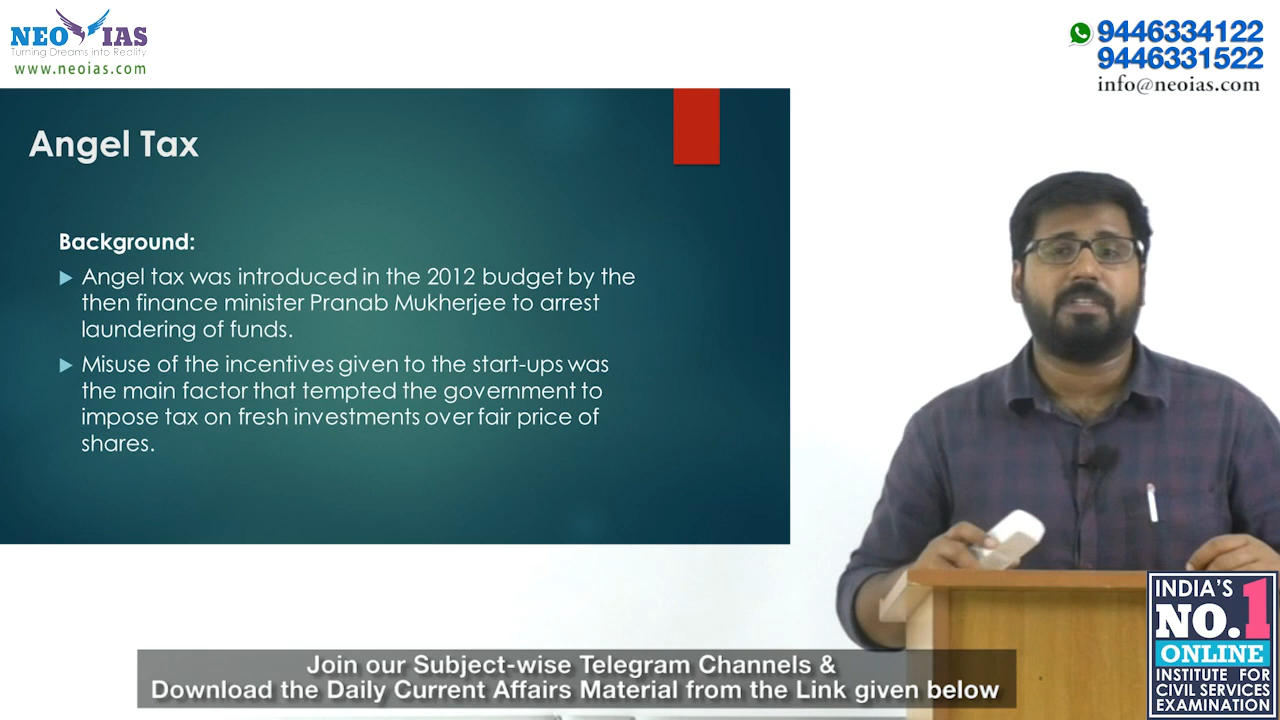 NEO IAS
Turning Dreams into Reality
www.neoias.com
9446334122
9446331522
info@neoias.com
Angel Tax
Background:
Angel tax was introduced in the 2012 budget by the
then finance minister Pranab Mukherjee to arrest
laundering of funds.
Misuse of the incentives given to the start-ups was
the main factor that tempted the government to
impose tax on fresh investments over fair price of
shares.
INDIA'S
NO.1
ONLINE
INSTITUTE FOR
CIVIL SERVICES
EXAMINATION
Join our Subject-wise Telegram Channels &
Download the Daily Current Affairs Material from the Link given below